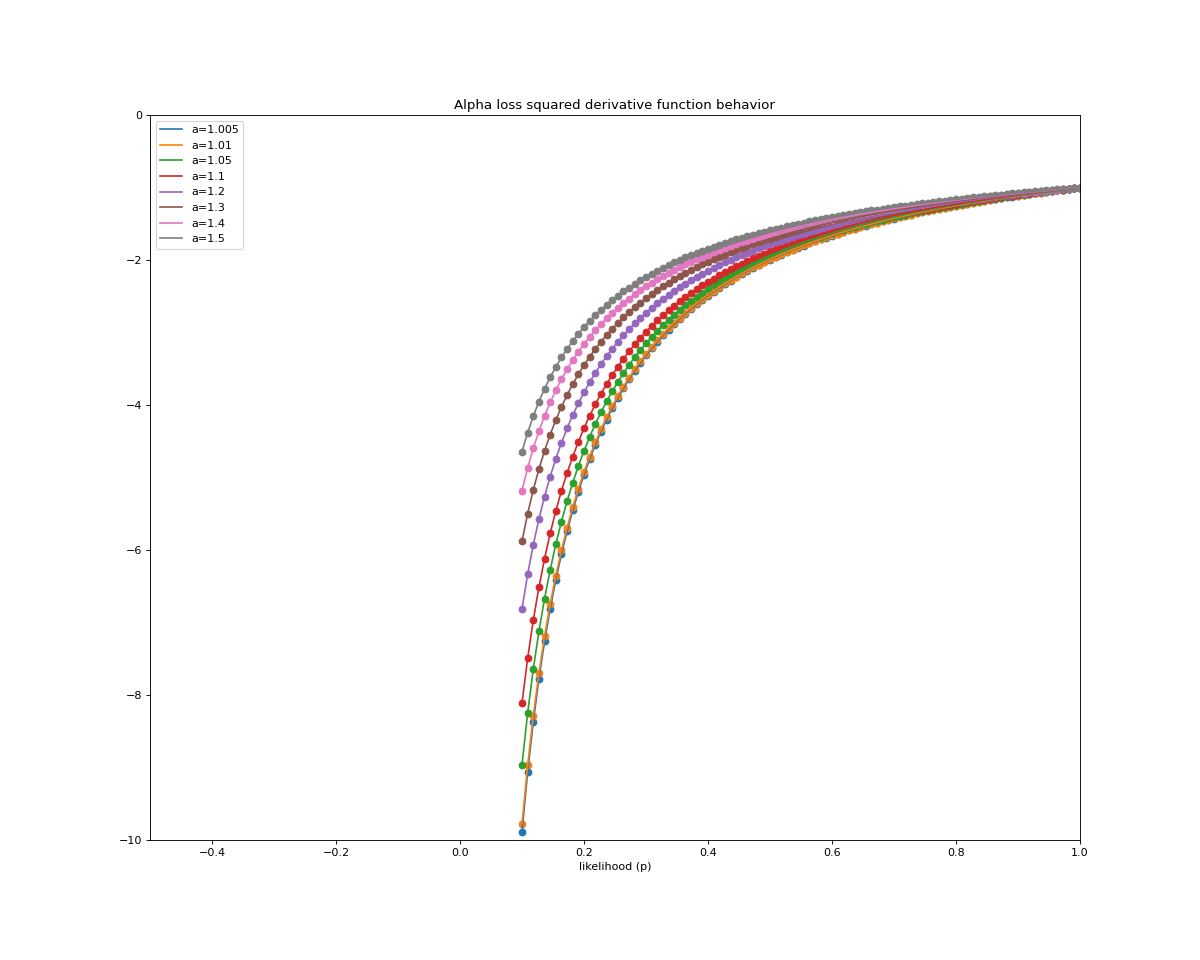 Alpha loss squared derivative function behavior
0
−2
−4
−6
−8
−10
a=1.005
a=1.01
a=1.05
a=1.1
a=1.2
a=1.3
a=1.4
a=1.5
−0.4 −0.2 0.0 0.2 0.4 0.6 0.8 1.0
likelihood (p)